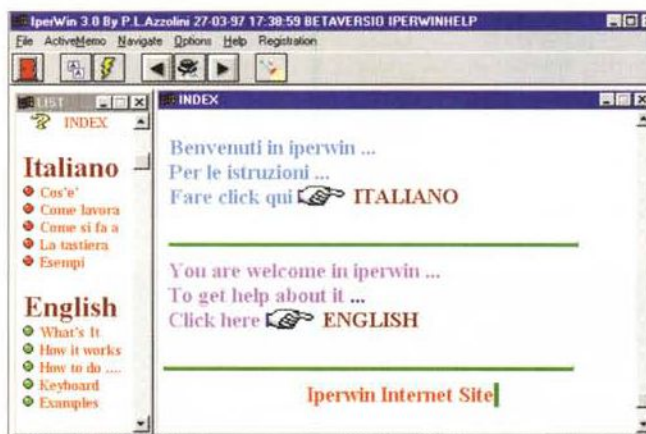 IperWin 3.0 By P.L.Azzolini 27-03-97 17:38:59 BETAVERSIO IPERWINHELP
File ActiveMemo Navigate Options Help Registration
LIST
INDEX
Italiano
Cos'e'
Come lavora
Come si fa a
La tastiera
Esempi
English
What's It
How it works
How to do ....
Keyboard
Examples
INDEX
Benvenuti in iperwin ...
Per le istruzioni ...
Fare click qui ITALIANO
You are welcome in iperwin ...
To get help about it ...
Click here ENGLISH
Iperwin Internet Site